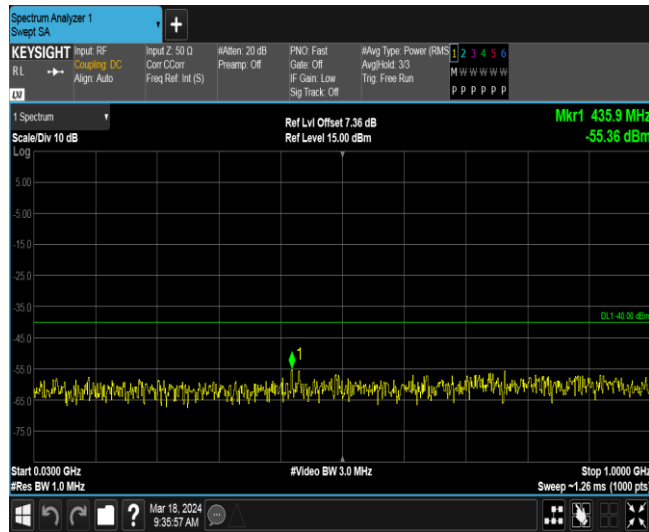 Spectrum Analyzer 1
Swept SA
KEYSIGHT
RL
LXI
Input: RF
Coupling: DC
Align: Auto
Input Z: 50 Ω
Corr CCorr
Freq Ref: Int (S)
#Atten: 20 dB
Preamp: Off
PNO: Fast
Gate: Off
IF Gain: Low
Sig Track: Off
#Avg Type: Power (RMS
Avg|Hold: 3/3
Trig: Free Run
1 2 3 4 5 6
M W W W W W
P P P P P P
1 Spectrum
Scale/Div 10 dB
Log
Ref Lvl Offset 7.36 dB
Ref Level 15.00 dBm
Mkr1 435.9 MHz
-55.36 dBm
5.00
-5.00
-15.0
-25.0
-35.0
DL1 -40.00 dBm
-45.0
1
-55.0
-65.0
-75.0
Start 0.0300 GHz
#Res BW 1.0 MHz
#Video BW 3.0 MHz
Stop 1.0000 GHz
Sweep ~1.26 ms (1000 pts)
?
Mar 18, 2024
9:35:57 AM